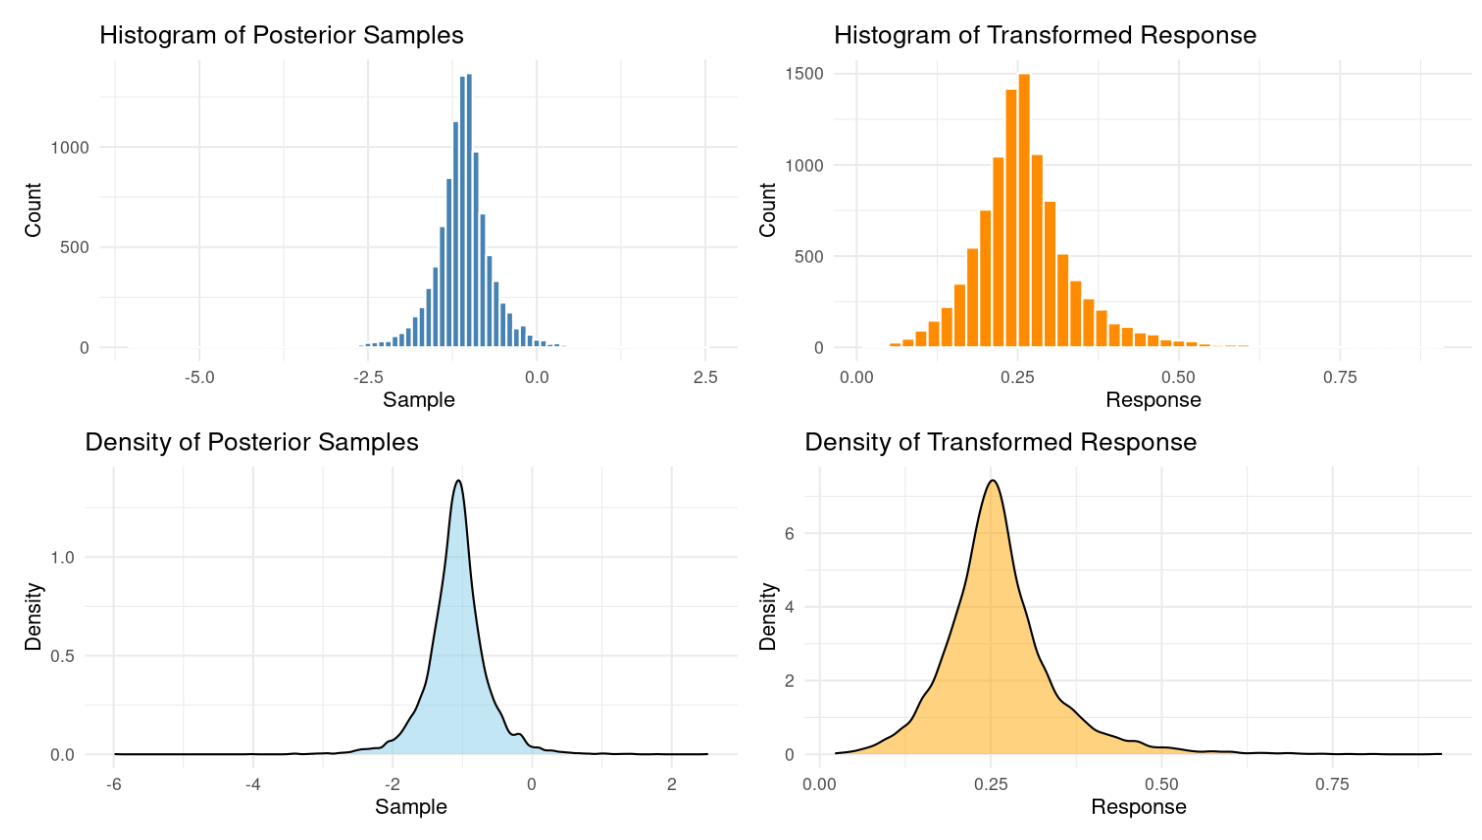 Histogram of Posterior Samples
Count
1000
500
0
-5.0 -2.5 0.0 2.5
Sample
Histogram of Transformed Response
Count
1500
1000
500
0
0.00 0.25 0.50 0.75
Response
Density of Posterior Samples
Density
1.0
0.5
0.0
-6 -4 -2 0 2
Sample
Density of Transformed Response
Density
6
4
2
0
0.00 0.25 0.50 0.75
Response